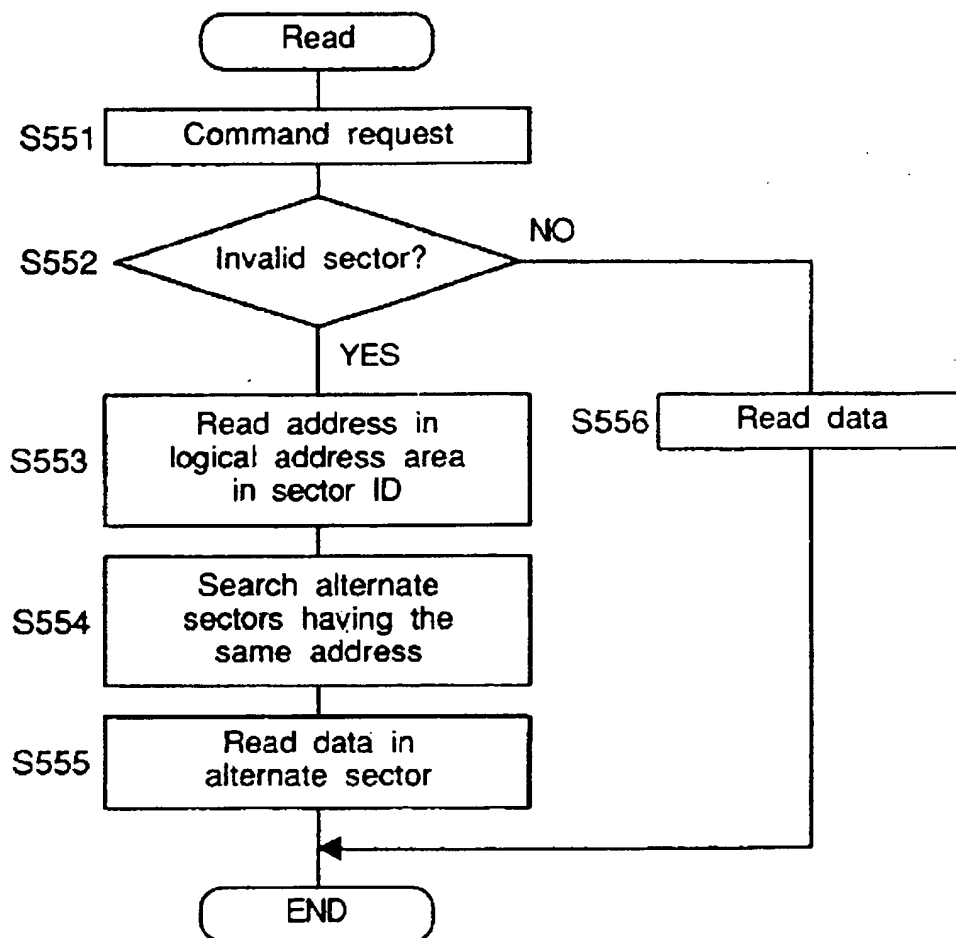 Read
S551
Command request
S552
Invalid sector?
NO
YES
S553
Read address in
logical address area
in sector ID
S556
Read data
S554
Search alternate
sectors having the
same address
S555
Read data in
alternate sector
END